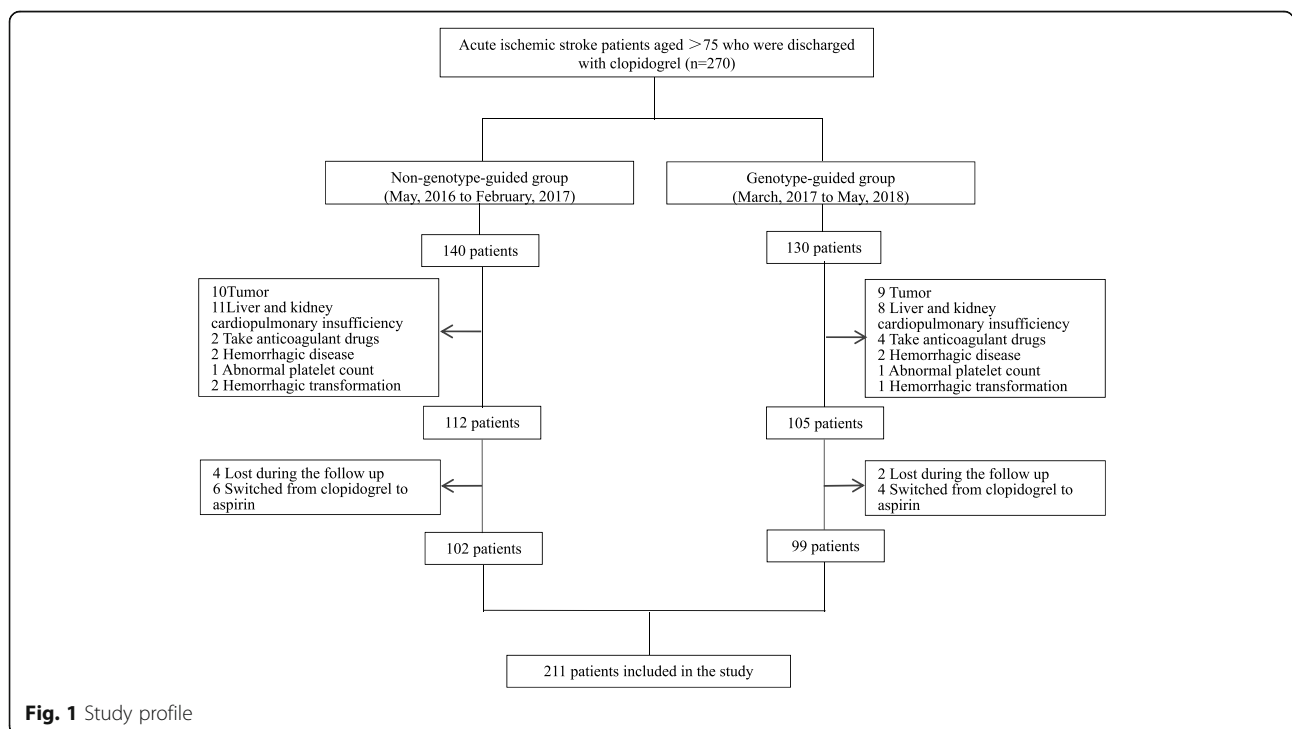 Acute ischemic stroke patients aged >75 who were discharged
with clopidogrel (n=270)
Non-genotype-guided group
(May, 2016 to February, 2017)
Genotype-guided group
(March, 2017 to May, 2018)
140 patients
130 patients
10Tumor
11Liver and kidney
cardiopulmonary insufficiency
2 Take anticoagulant drugs
2 Hemorrhagic disease
1 Abnormal platelet count
2 Hemorrhagic transformation
9 Tumor
8 Liver and kidney
cardiopulmonary insufficiency
4 Take anticoagulant drugs
2 Hemorrhagic disease
1 Abnormal platelet count
1 Hemorrhagic transformation
112 patients
105 patients
4 Lost during the follow up
6 Switched from clopidogrel to
aspirin
2 Lost during the follow up
4 Switched from clopidogrel to
aspirin
102 patients
99 patients
211 patients included in the study
Fig. 1 Study profile